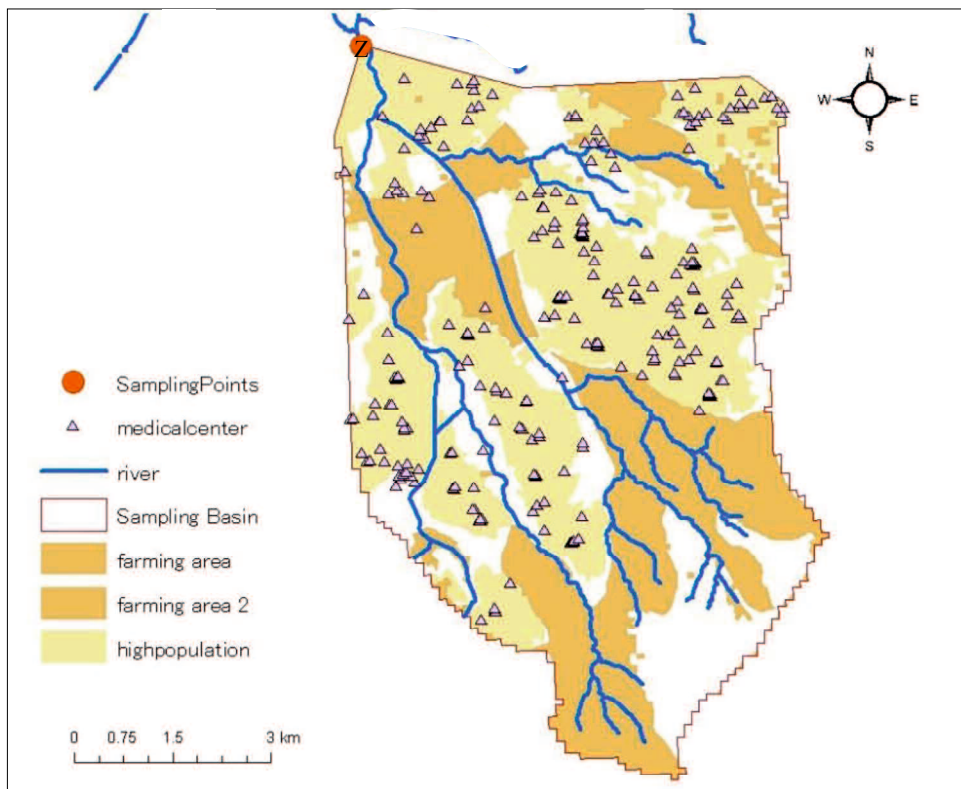 Z
N
W
E
S
SamplingPoints
medicalcenter
river
Sampling Basin
farming area
farming area 2
highpopulation
0 0.75 1.5 3 km